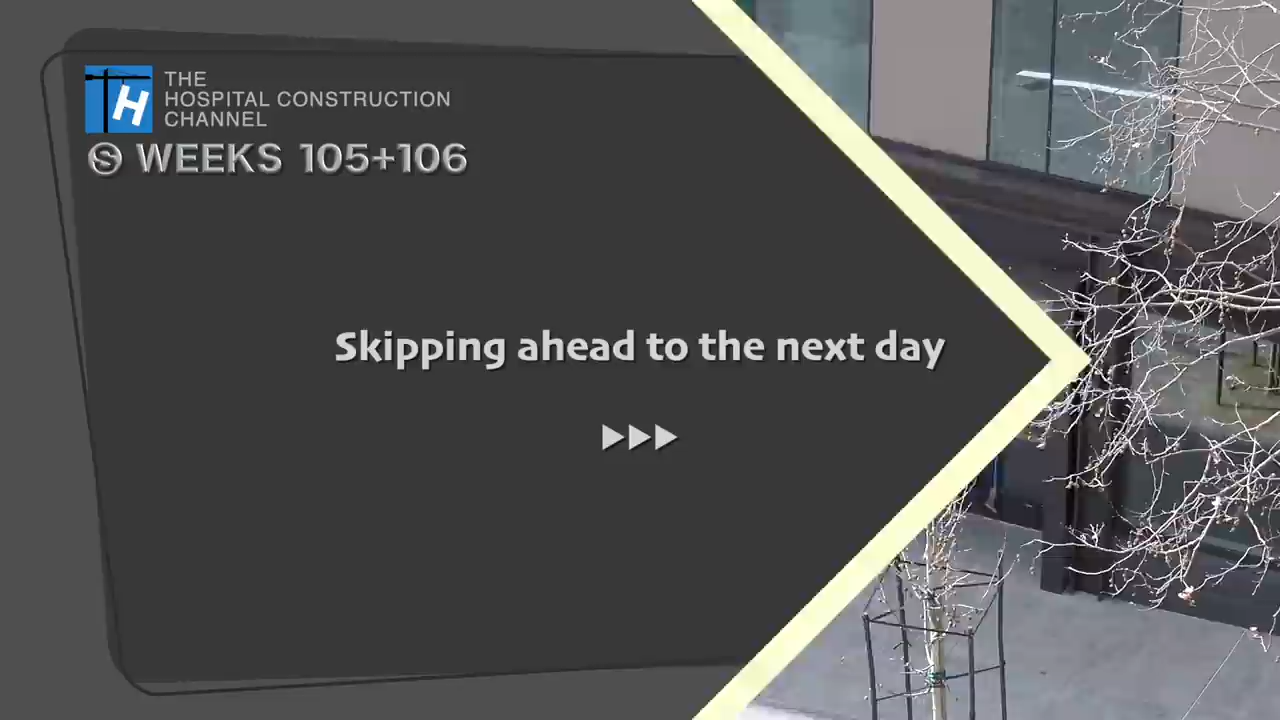 THE
HOSPITAL CONSTRUCTION
CHANNEL
H
S WEEKS 105+106
Skipping ahead to the next day